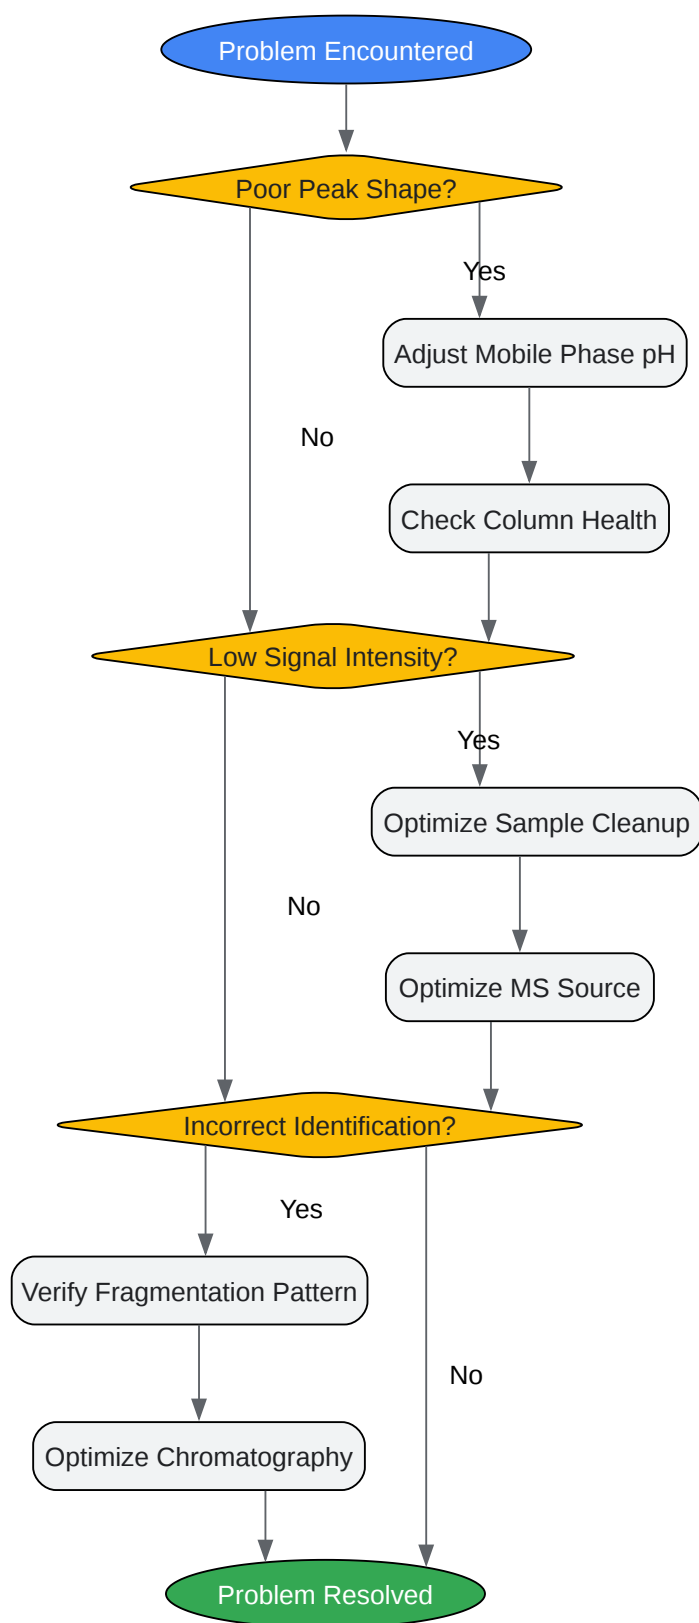 Problem Encountered
Poor Peak Shape?
Yes
Adjust Mobile Phase pH
No
Check Column Health
Low Signal Intensity?
Yes
Optimize Sample Cleanup
No
Optimize MS Source
Incorrect Identification?
Yes
Verify Fragmentation Pattern
No
Optimize Chromatography
Problem Resolved